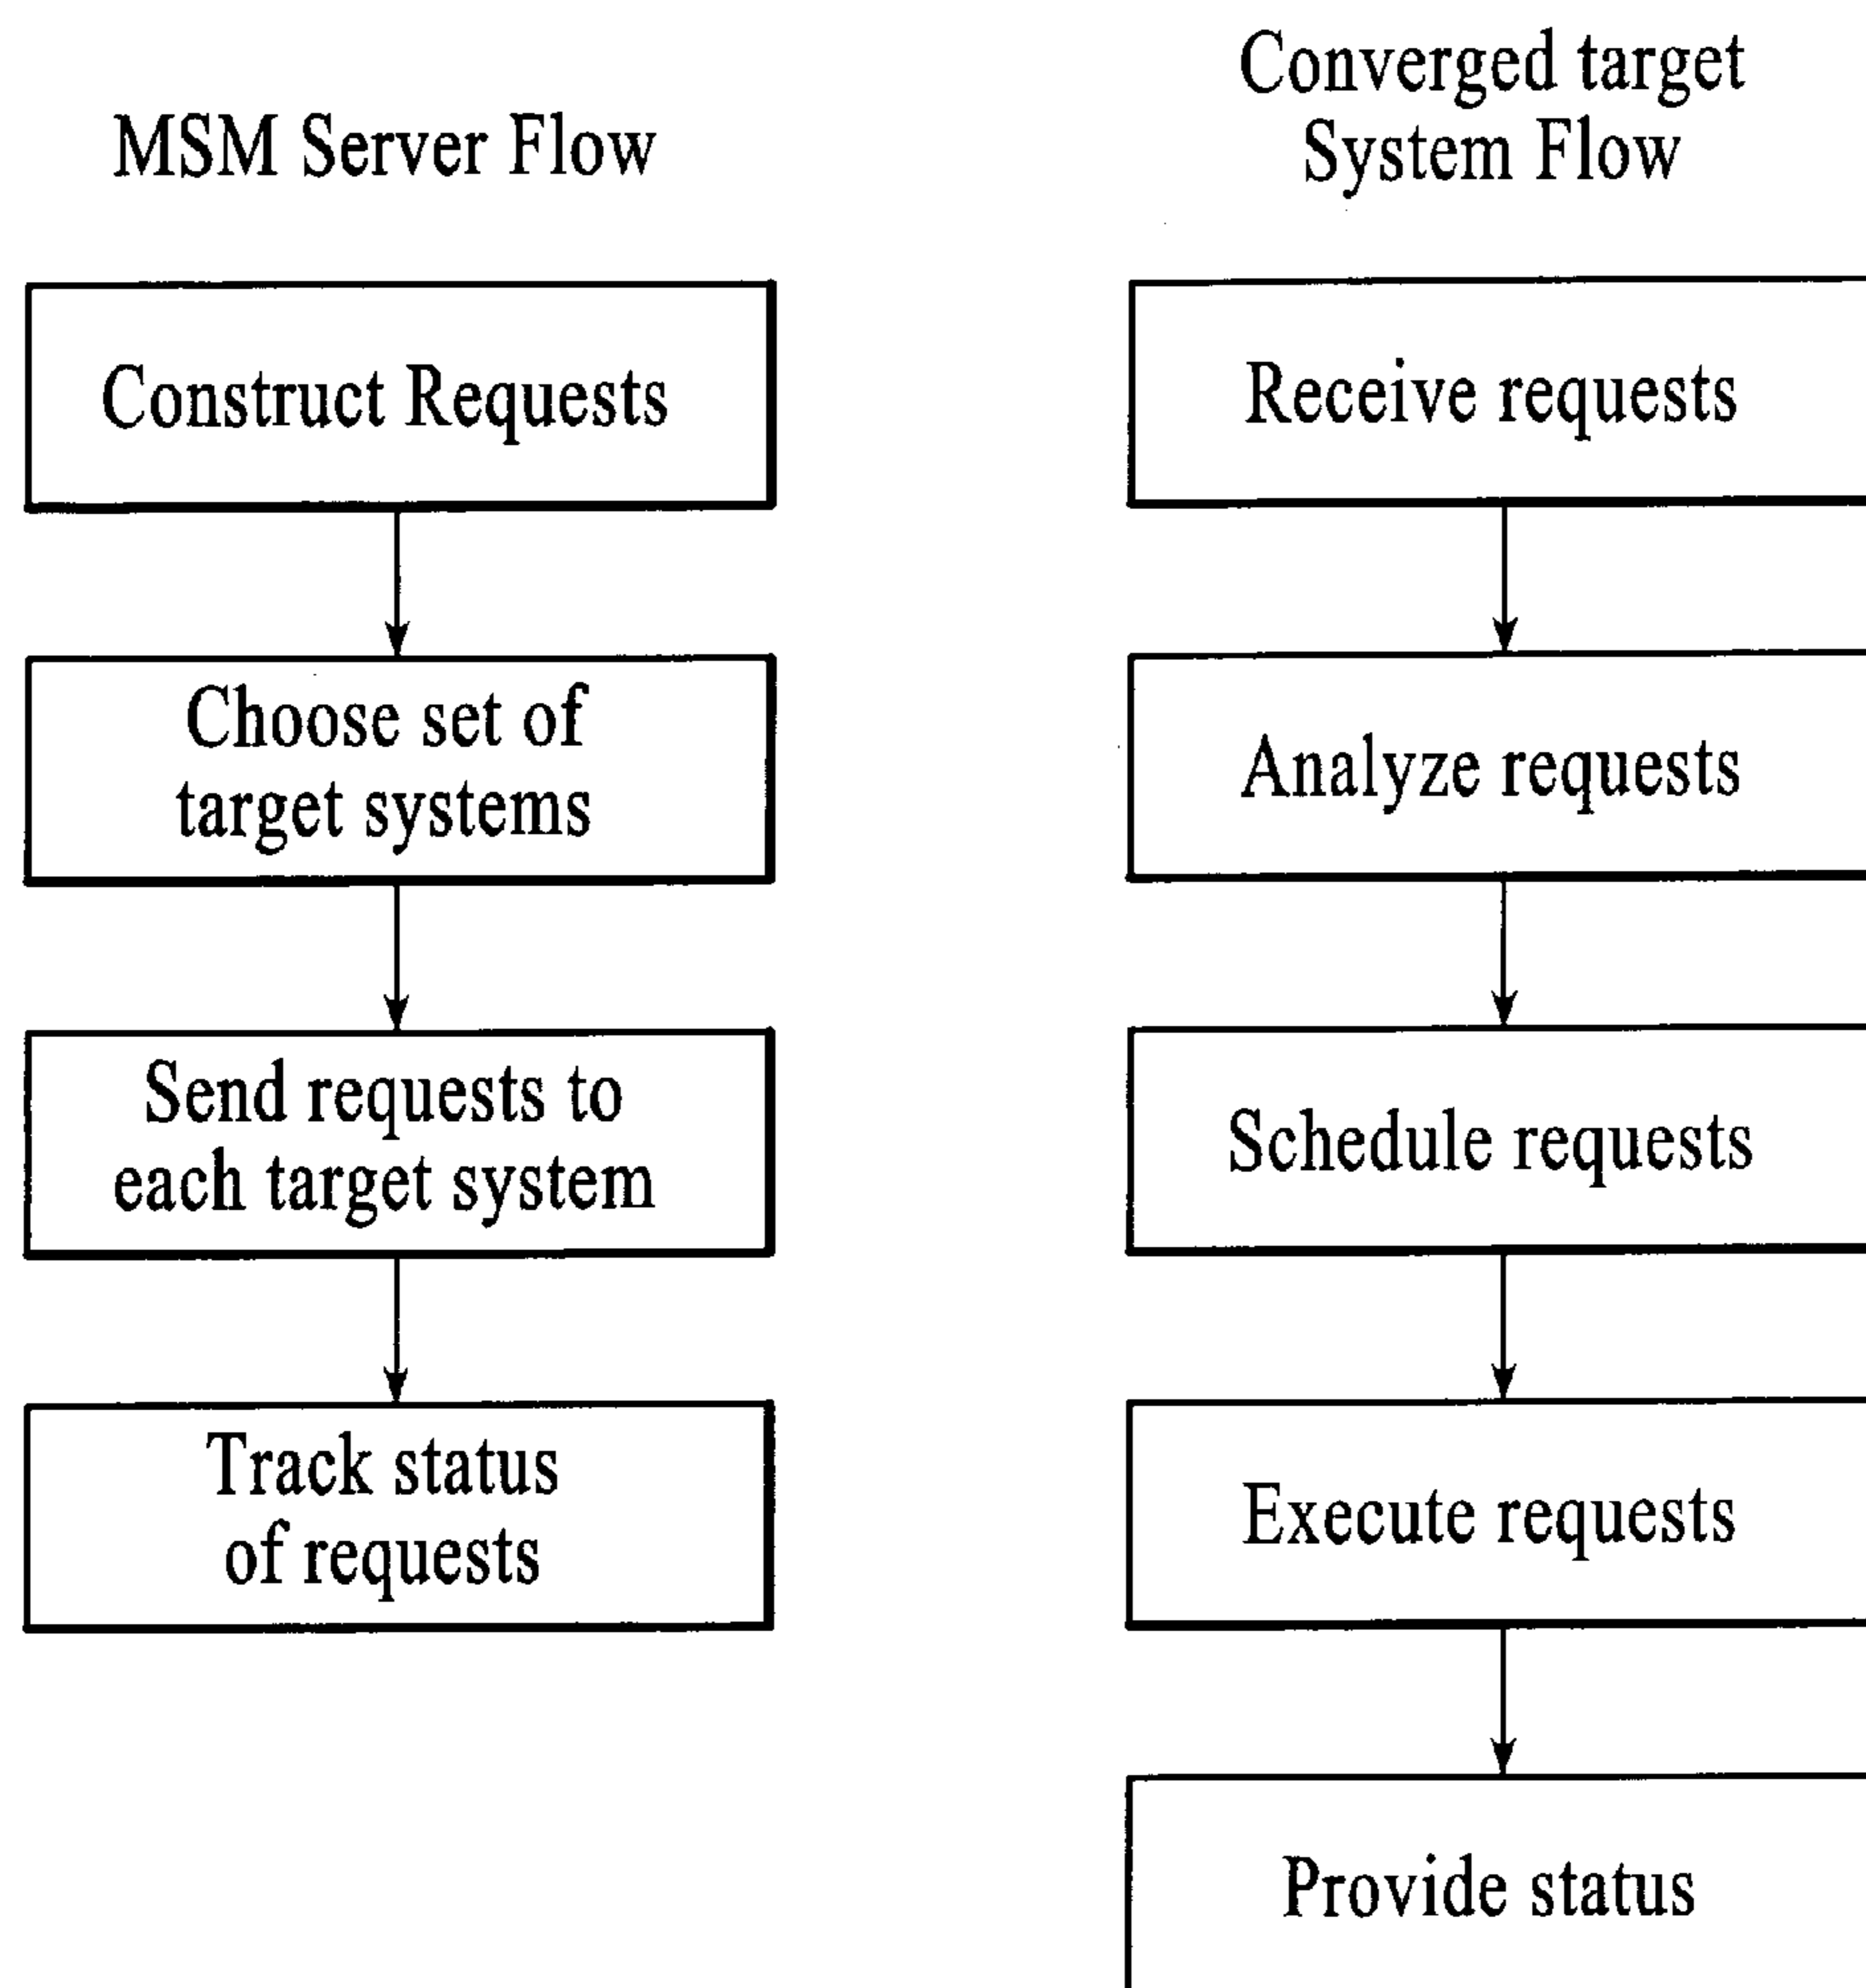 MSM Server Flow
Construct Requests
Choose set of
target systems
Send requests to
each target system
Track status
of requests
Converged target
System Flow
Receive requests
Analyze requests
Schedule requests
Execute requests
Provide status